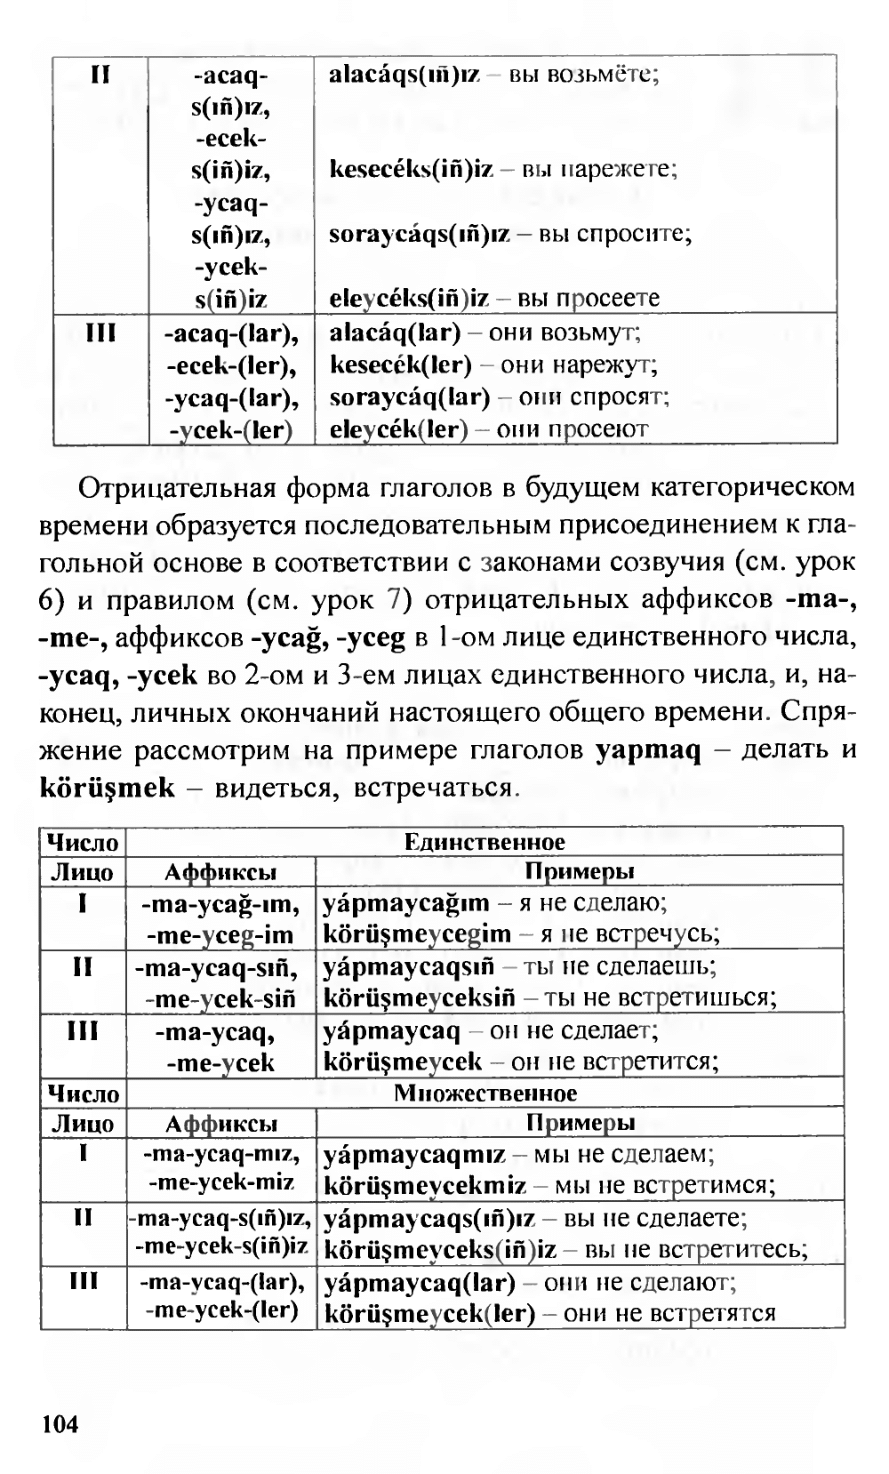 II -acaq- alacáqs(ıñ)ız – вы возьмёте;
s(ıñ)ız,
-ecek-
s(iñ)iz, kesecéks(iñ)iz – вы нарежете;
-ycaq-
s(ıñ)ız, soraycáqs(ıñ)ız – вы спросите;
-ycek-
s(iñ)iz eleycéks(iñ)iz – вы просеете
III -acaq-(lar), alacáq(lar) – они возьмут;
-ecek-(ler), kesecék(ler) – они нарежут;
-ycaq-(lar), soraycáq(lar) – они спросят;
-ycek-(ler) eleycék(ler) – они просеют
Отрицательная форма глаголов в будущем категорическом
времени образуется последовательным присоединением к гла-
гольной основе в соответствии с законами созвучия (см. урок
6) и правилом (см. урок 7) отрицательных аффиксов -ma-,
-me-, аффиксов -ycağ, -yceg в 1-ом лице единственного числа,
-ycaq, -ycek во 2-ом и 3-ем лицах единственного числа, и, на-
конец, личных окончаний настоящего общего времени. Спря-
жение рассмотрим на примере глаголов yapmaq – делать и
körüşmek – видеться, встречаться.
Число Единственное
Лицо Аффиксы Примеры
I -ma-ycağ-ım, yápmaycağım – я не сделаю;
-me-yceg-im körüşmeycegim – я не встречусь;
II -ma-ycaq-sıñ, yápmaycaqsıñ – ты не сделаешь;
-me-ycek-siñ körüşmeyceksiñ – ты не встретишься;
III -ma-ycaq, yápmaycaq – он не сделает;
-me-ycek körüşmeycek – он не встретится;
Число Множественное
Лицо Аффиксы Примеры
I -ma-ycaq-mız, yápmaycaqmız – мы не сделаем;
-me-ycek-miz körüşmeycekmiz – мы не встретимся;
II -ma-ycaq-s(ıñ)ız, yápmaycaqs(ıñ)ız – вы не сделаете;
-me-ycek-s(iñ)iz körüşmeyceks(iñ)iz – вы не встретитесь;
III -ma-ycaq-(lar), yápmaycaq(lar) – они не сделают;
-me-ycek-(ler) körüşmeycek(ler) – они не встретятся
104